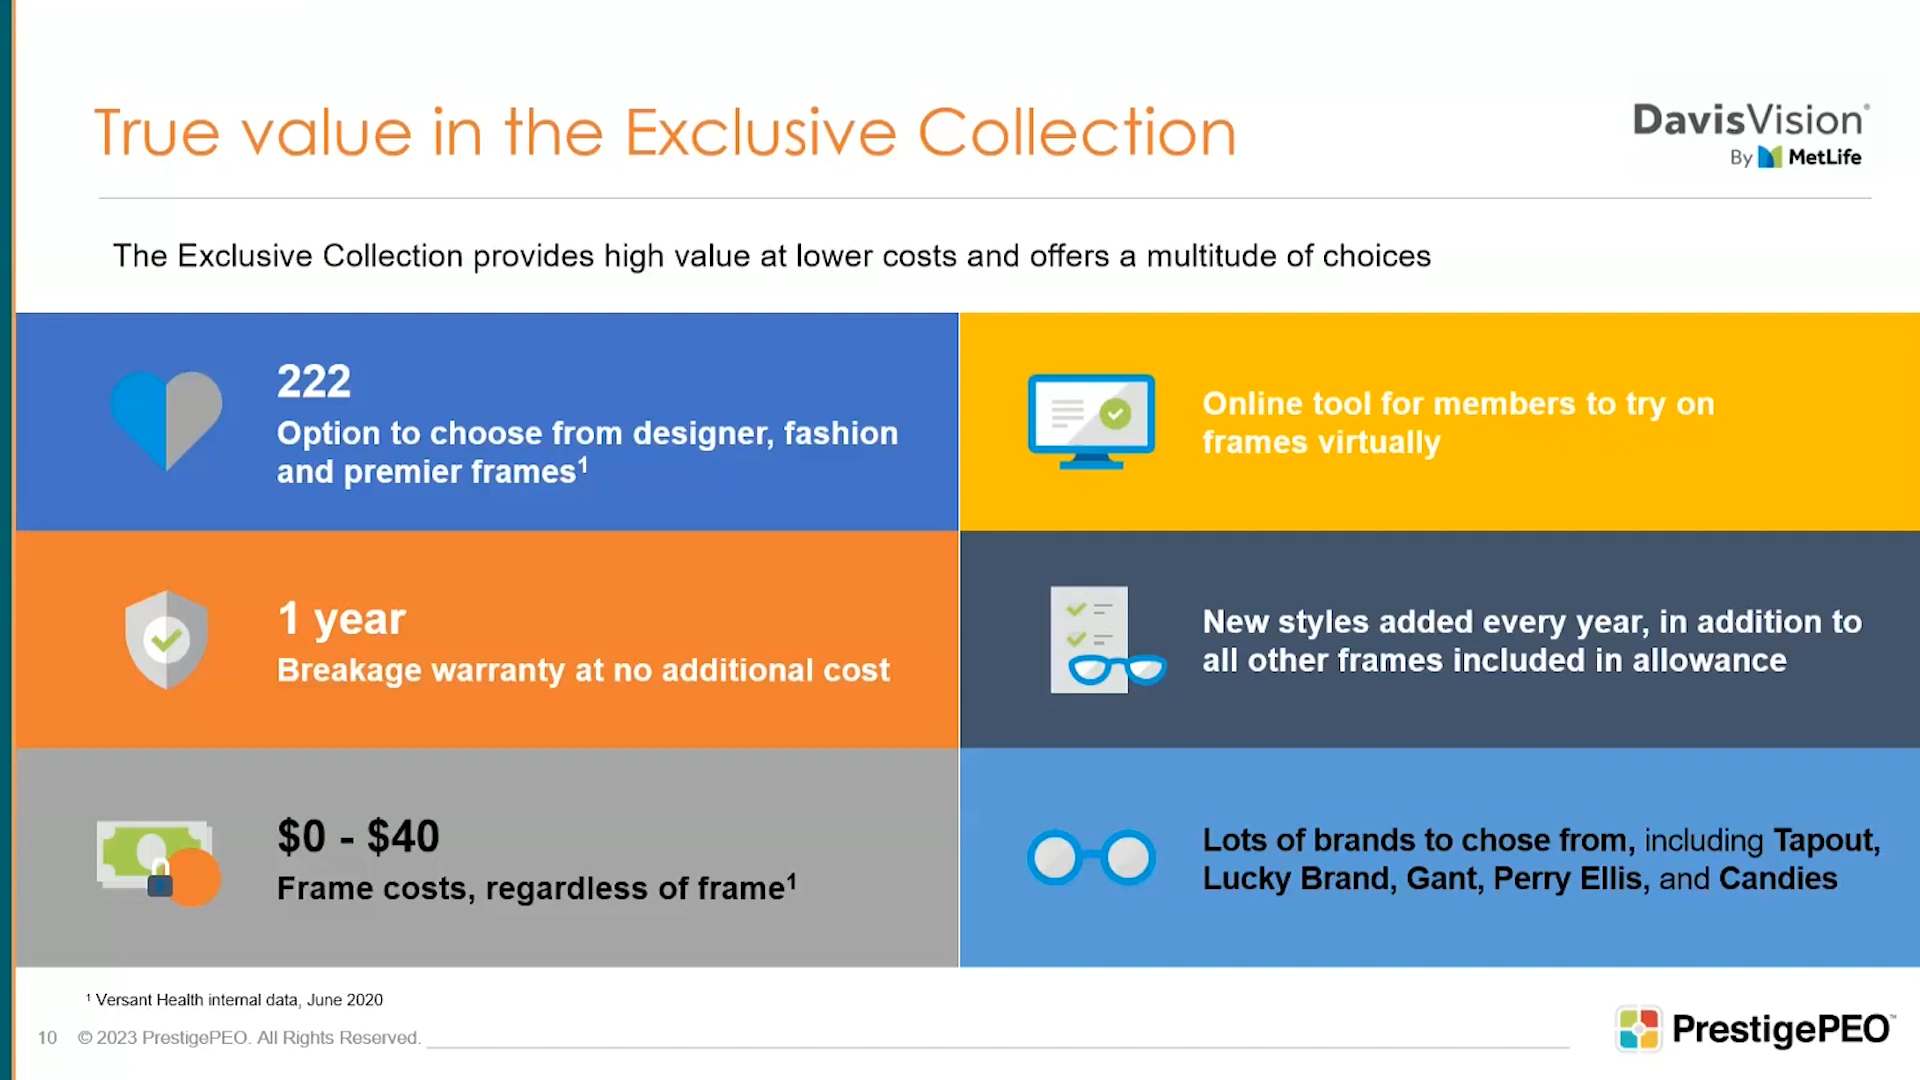 True value in the Exclusive Collection
DavisVision®
By MetLife
The Exclusive Collection provides high value at lower costs and offers a multitude of choices
222
Option to choose from designer, fashion
and premier frames¹
Online tool for members to try on
frames virtually
1 year
Breakage warranty at no additional cost
New styles added every year, in addition to
all other frames included in allowance
$0 - $40
Frame costs, regardless of frame¹
Lots of brands to chose from, including Tapout,
Lucky Brand, Gant, Perry Ellis, and Candies
¹ Versant Health internal data, June 2020
10 © 2023 PrestigePEO. All Rights Reserved.
PrestigePEO™